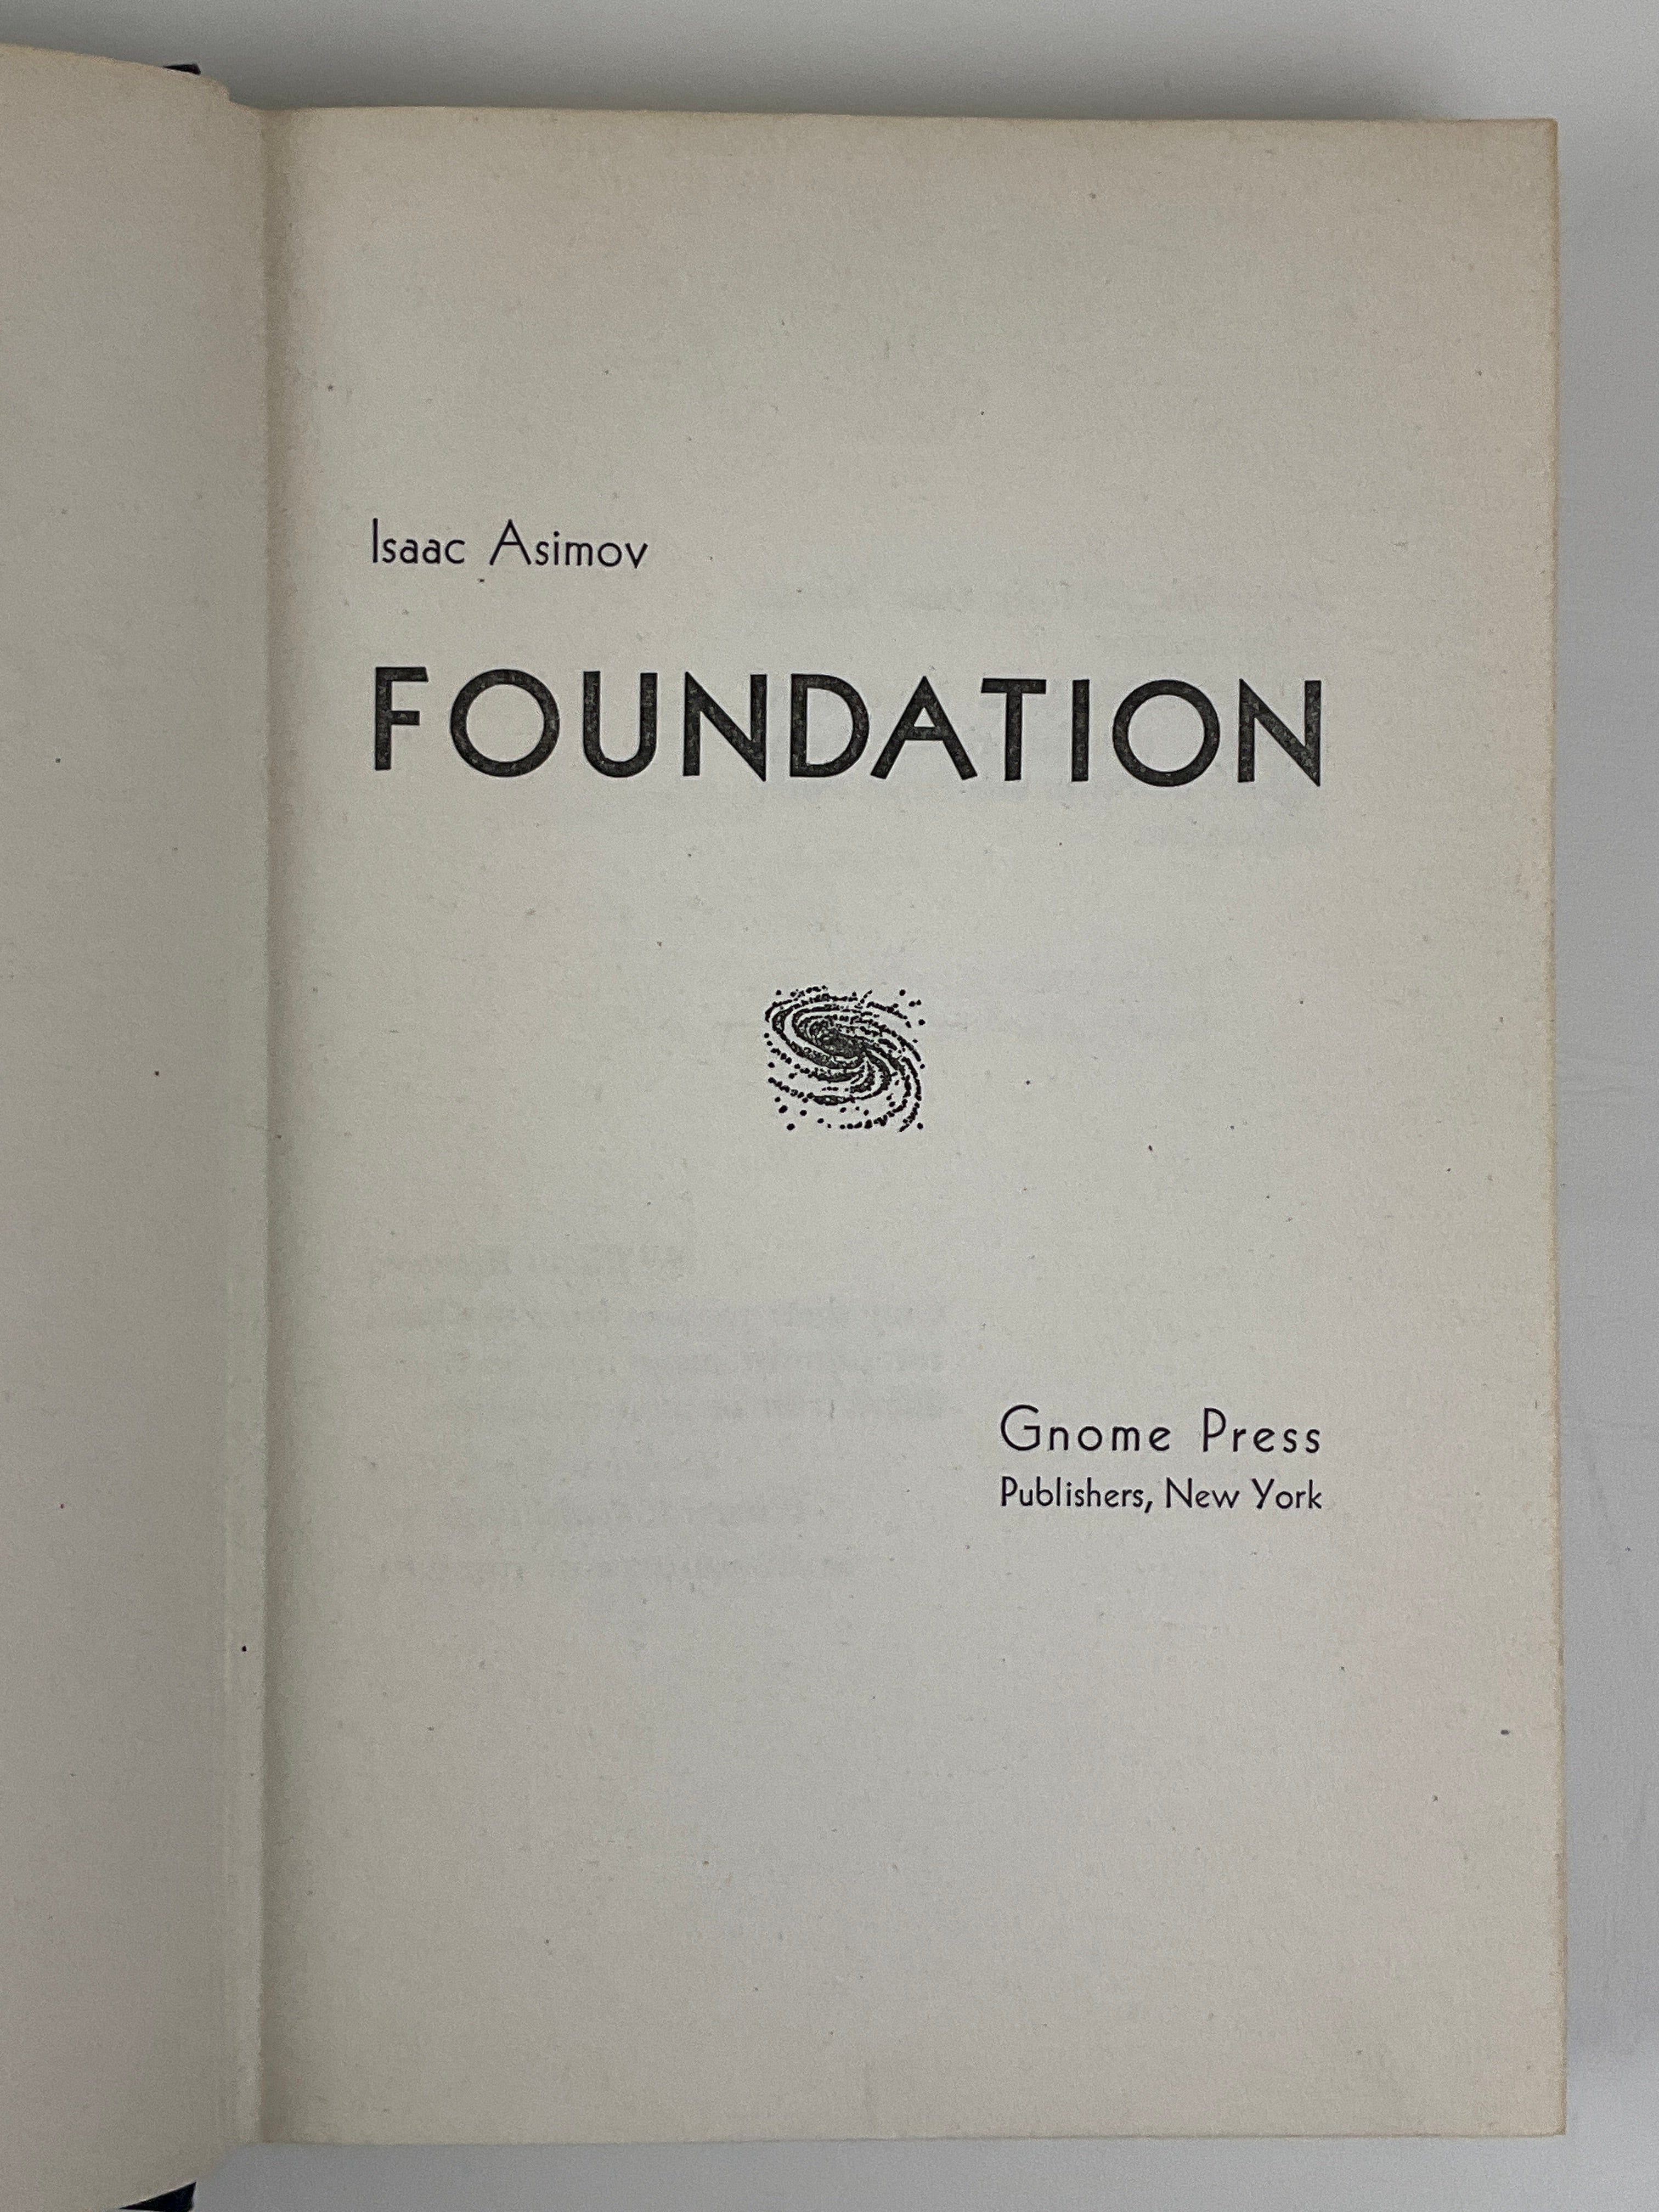 Isaac Asimov
FOUNDATION
Gnome Press
Publishers, New York